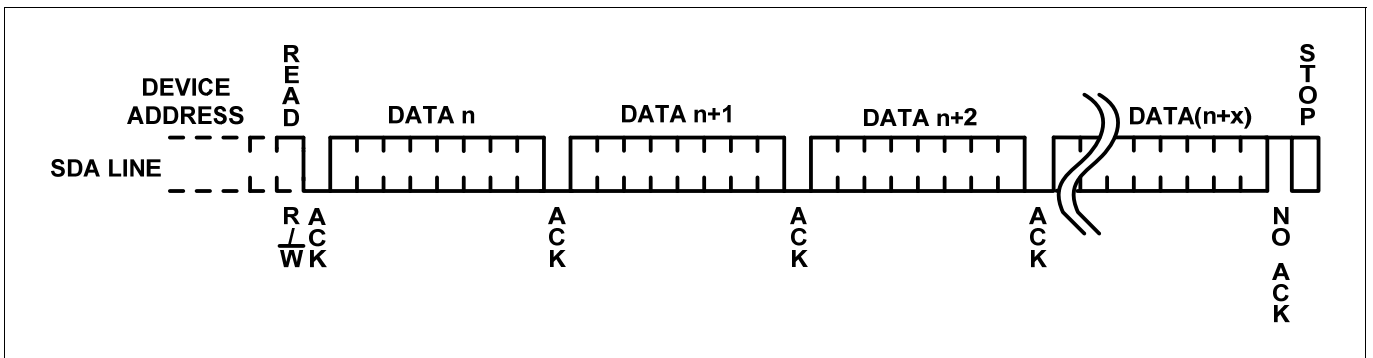 DEVICE
ADDRESS
READ
DATA n
DATA n+1
DATA n+2
DATA(n+x)
STOP
SDA LINE
R/W
ACK
ACK
ACK
ACK
NO ACK